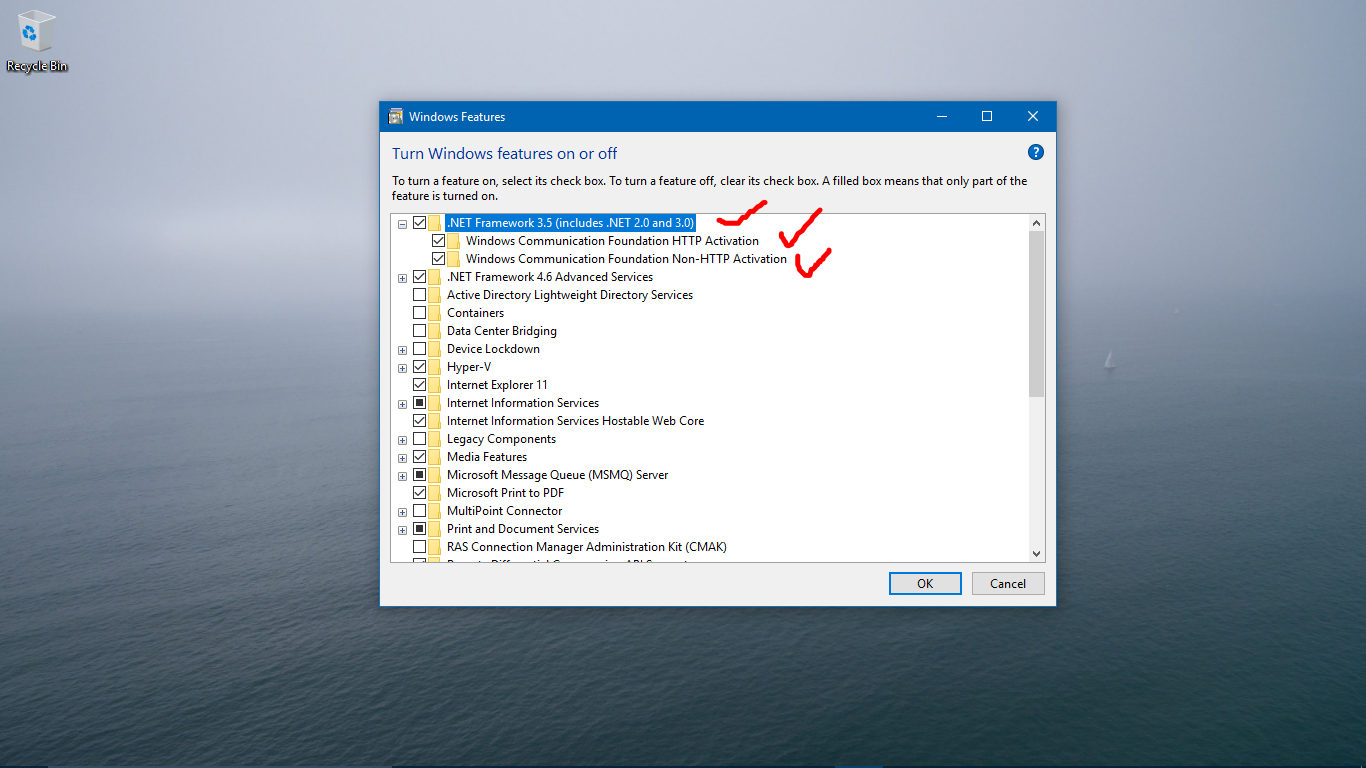 Recycle Bin
Windows Features
Turn Windows features on or off
To turn a feature on, select its check box. To turn a feature off, clear its check box. A filled box means that only part of the
feature is turned on.
.NET Framework 3.5 (includes .NET 2.0 and 3.0)
Windows Communication Foundation HTTP Activation
Windows Communication Foundation Non-HTTP Activation
.NET Framework 4.6 Advanced Services
Active Directory Lightweight Directory Services
Containers
Data Center Bridging
Device Lockdown
Hyper-V
Internet Explorer 11
Internet Information Services
Internet Information Services Hostable Web Core
Legacy Components
Media Features
Microsoft Message Queue (MSMQ) Server
Microsoft Print to PDF
MultiPoint Connector
Print and Document Services
RAS Connection Manager Administration Kit (CMAK)
OK
Cancel